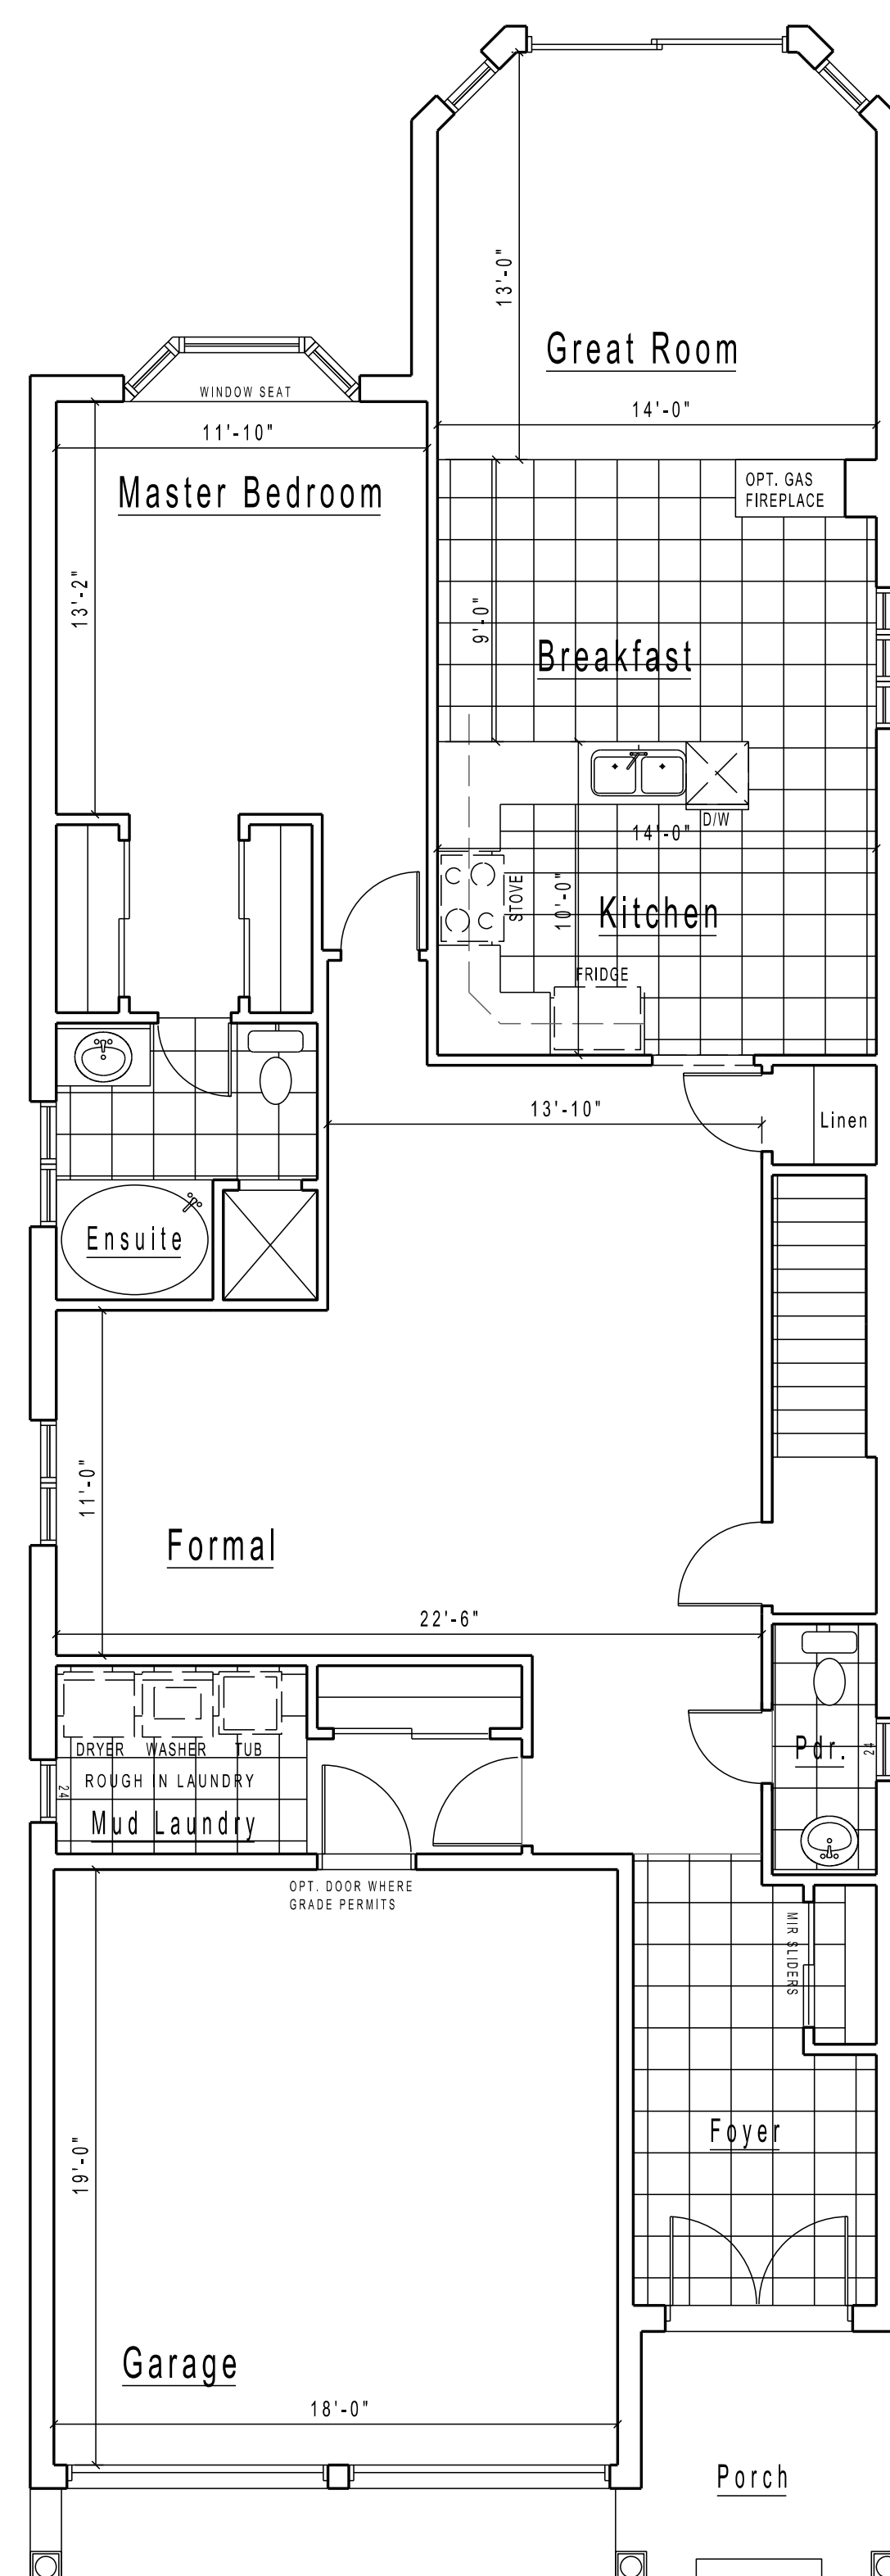 13'-0"
Great Room
WINDOW SEAT
14'-0"
11'-10"
OPT. GAS
FIREPLACE
Master Bedroom
13'-2"
9'-0"
Breakfast
D/W
14'-0"
STOVE
10'-0"
Kitchen
FRIDGE
13'-10"
Linen
Ensuite
11'-0"
Formal
22'-6"
DRYER WASHER TUB
Pdr.
24
ROUGH IN LAUNDRY
24
Mud Laundry
OPT. DOOR WHERE
GRADE PERMITS
MIR SLIDERS
Foyer
19'-0"
Garage
18'-0"
Porch